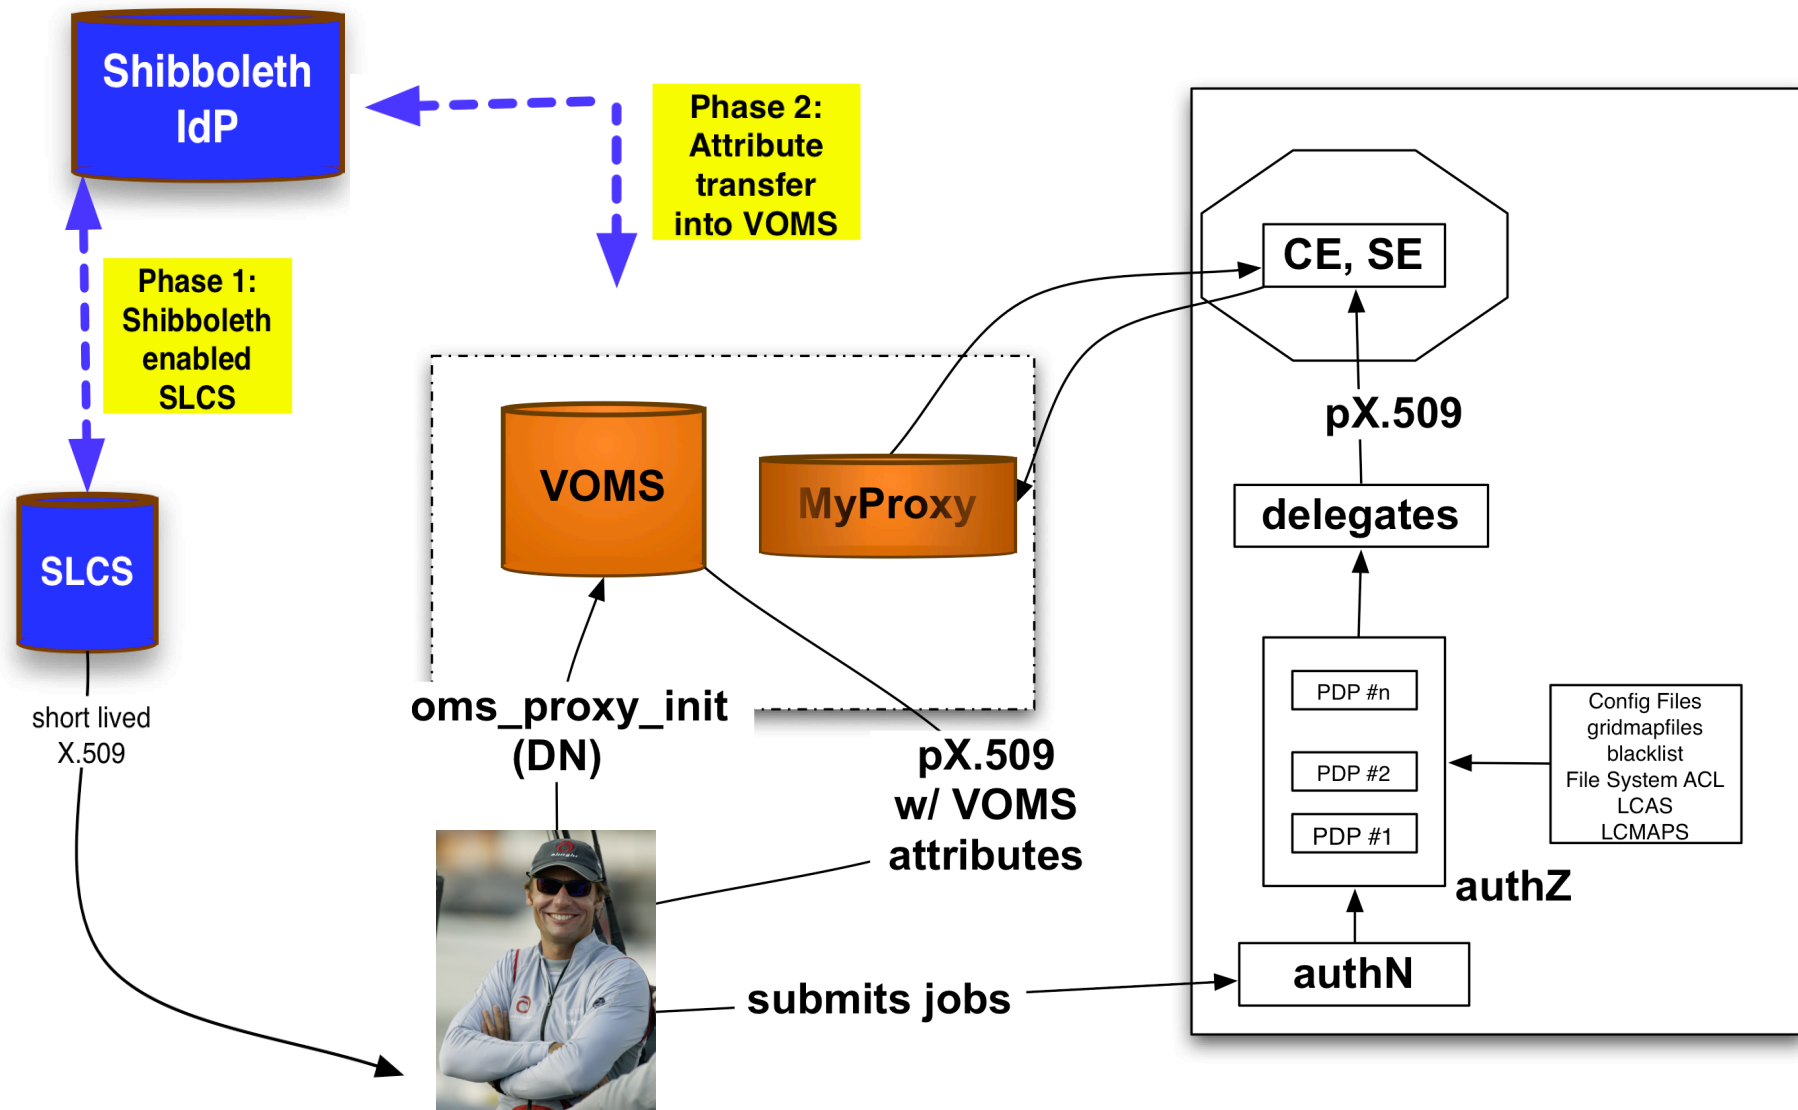 Shibboleth
IdP
Phase 2:
Attribute
transfer
into VOMS
Phase 1:
Shibboleth
enabled
SLCS
SLCS
short lived
X.509
VOMS
MyProxy
oms_proxy_init
(DN)
pX.509
w/ VOMS
attributes
submits jobs
CE, SE
pX.509
delegates
PDP #n
PDP #2
PDP #1
Config Files
gridmapfiles
blacklist
File System ACL
LCAS
LCMAPS
authZ
authN
alinghi